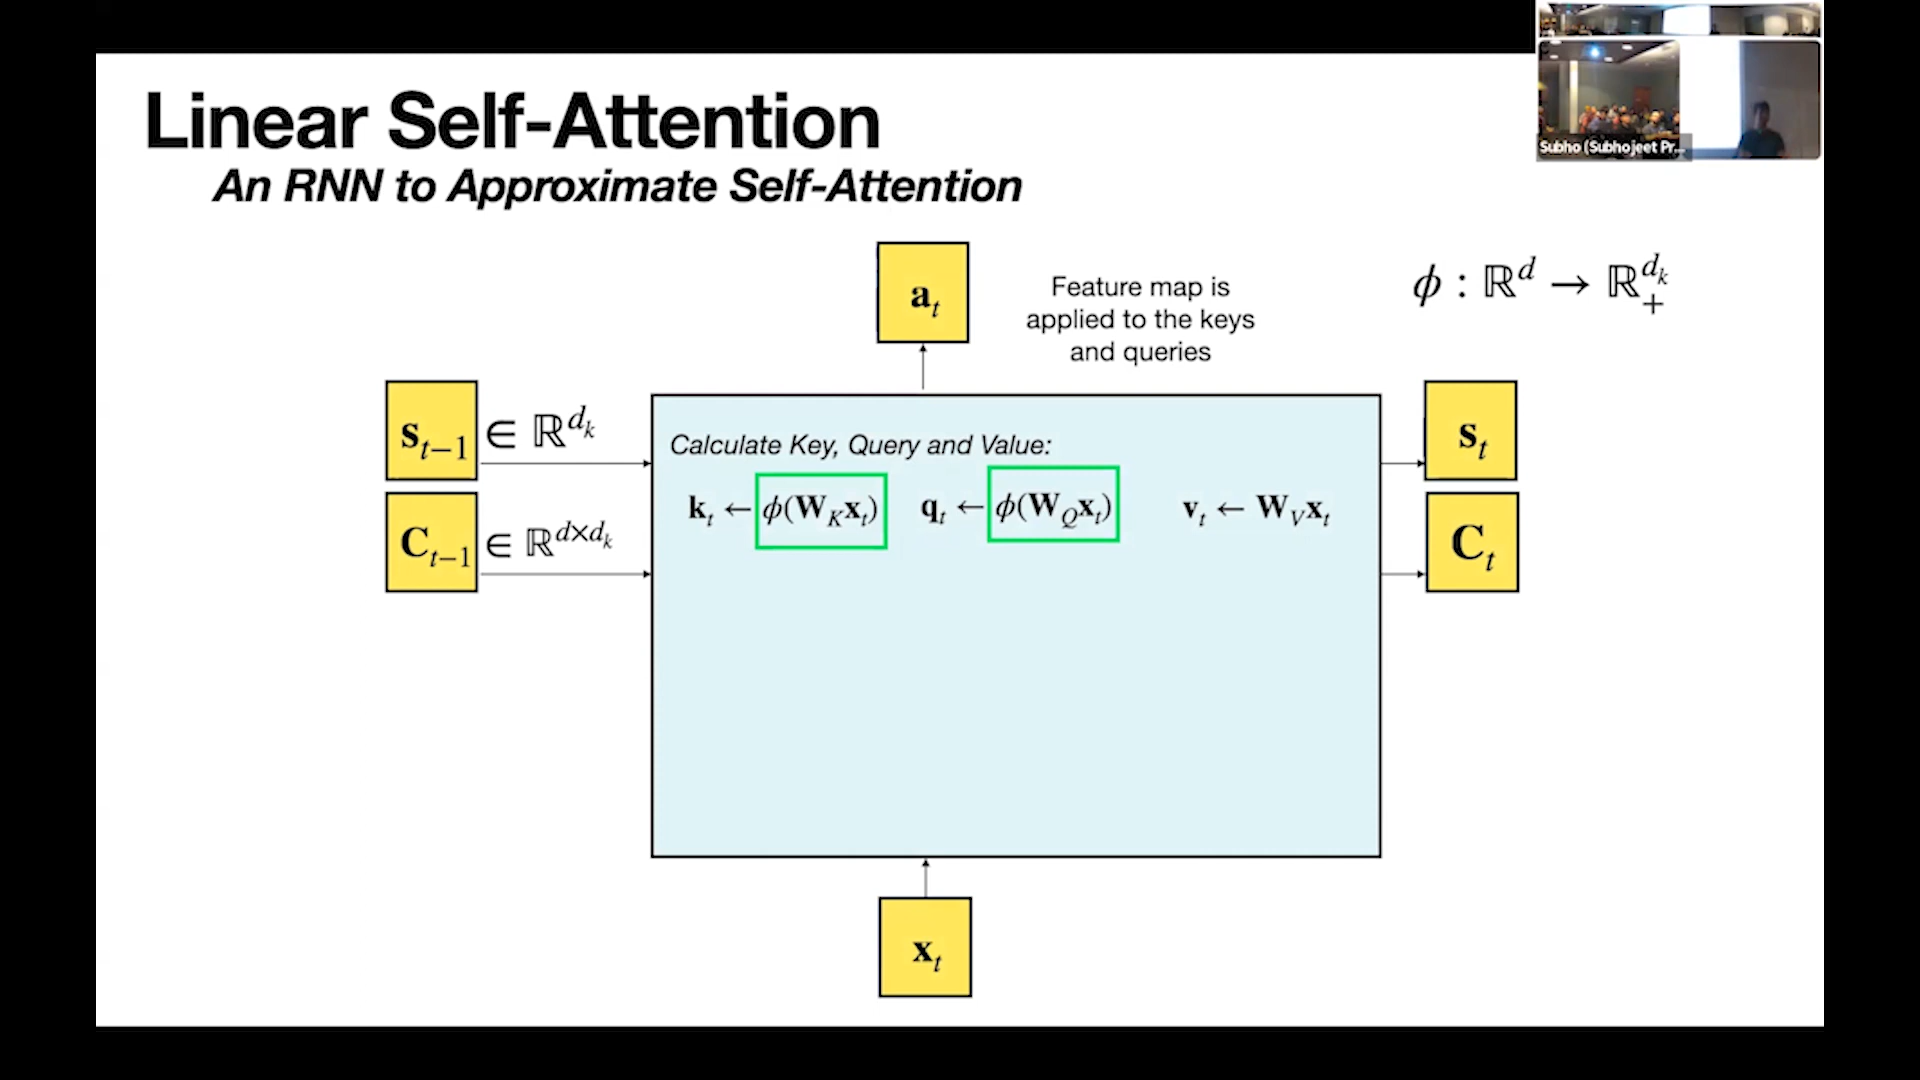 Linear Self-Attention
An RNN to Approximate Self-Attention
Subho (Subhojeet Pr...
a_t
Feature map is
applied to the keys
and queries
ϕ : ℝ^d → ℝ_+^{d_k}
s_{t−1} ∈ ℝ^{d_k}
s_t
Calculate Key, Query and Value:
k_t ← ϕ(W_K x_t) q_t ← ϕ(W_Q x_t) v_t ← W_V x_t
C_{t−1} ∈ ℝ^{d×d_k}
C_t
x_t